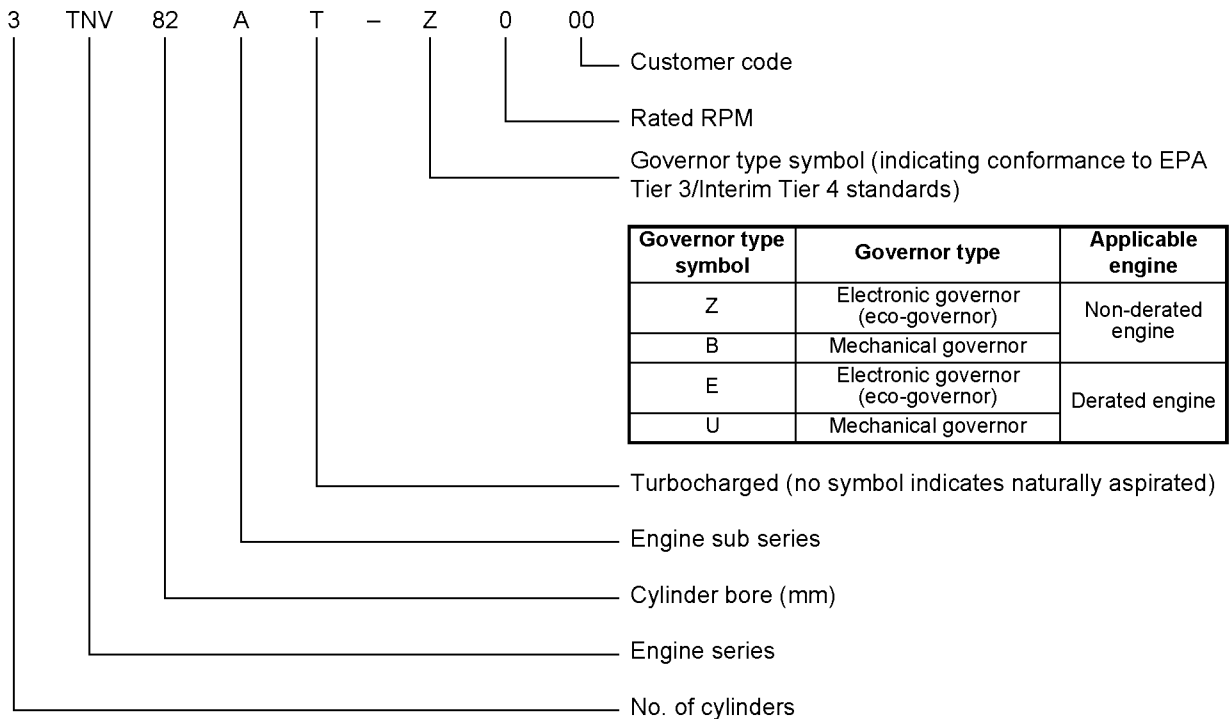 3 TNV 82 A T – Z 0 00
Customer code
Rated RPM
Governor type symbol (indicating conformance to EPA
Tier 3/Interim Tier 4 standards)
Governor type symbol Governor type Applicable engine
Z Electronic governor (eco-governor) Non-derated engine
B Mechanical governor
E Electronic governor (eco-governor) Derated engine
U Mechanical governor
Turbocharged (no symbol indicates naturally aspirated)
Engine sub series
Cylinder bore (mm)
Engine series
No. of cylinders